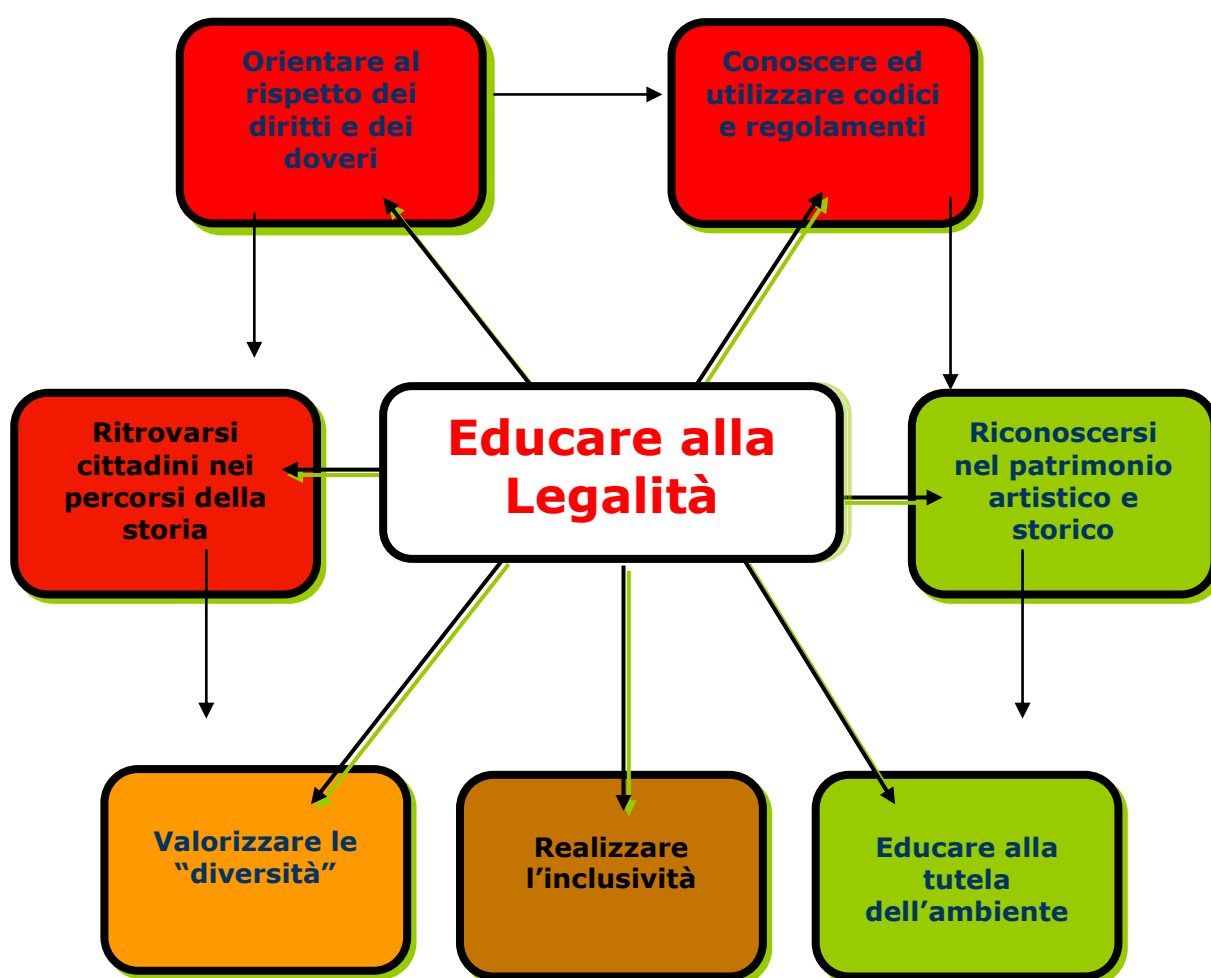 Orientare al
rispetto dei
diritti e dei
doveri
Conoscere ed
utilizzare codici
e regolamenti
Ritrovarsi
cittadini nei
percorsi della
storia
Educare alla
Legalità
Riconoscersi
nel patrimonio
artistico e
storico
Valorizzare le
“diversità”
Realizzare
l’inclusività
Educare alla
tutela
dell’ambiente